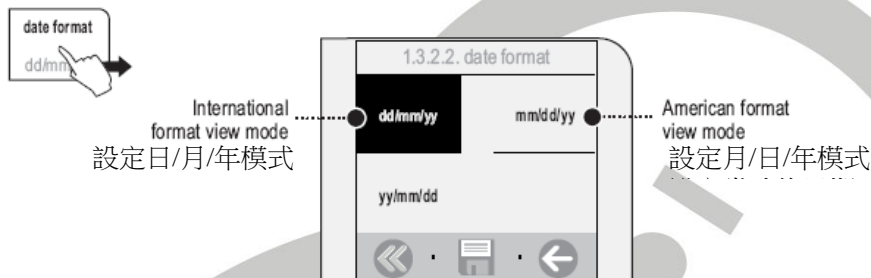 date format
dd/mm
1.3.2.2. date format
International
format view mode
設定日/月/年模式
dd/mm/yy
mm/dd/yy
American format
view mode
設定月/日/年模式
yy/mm/dd